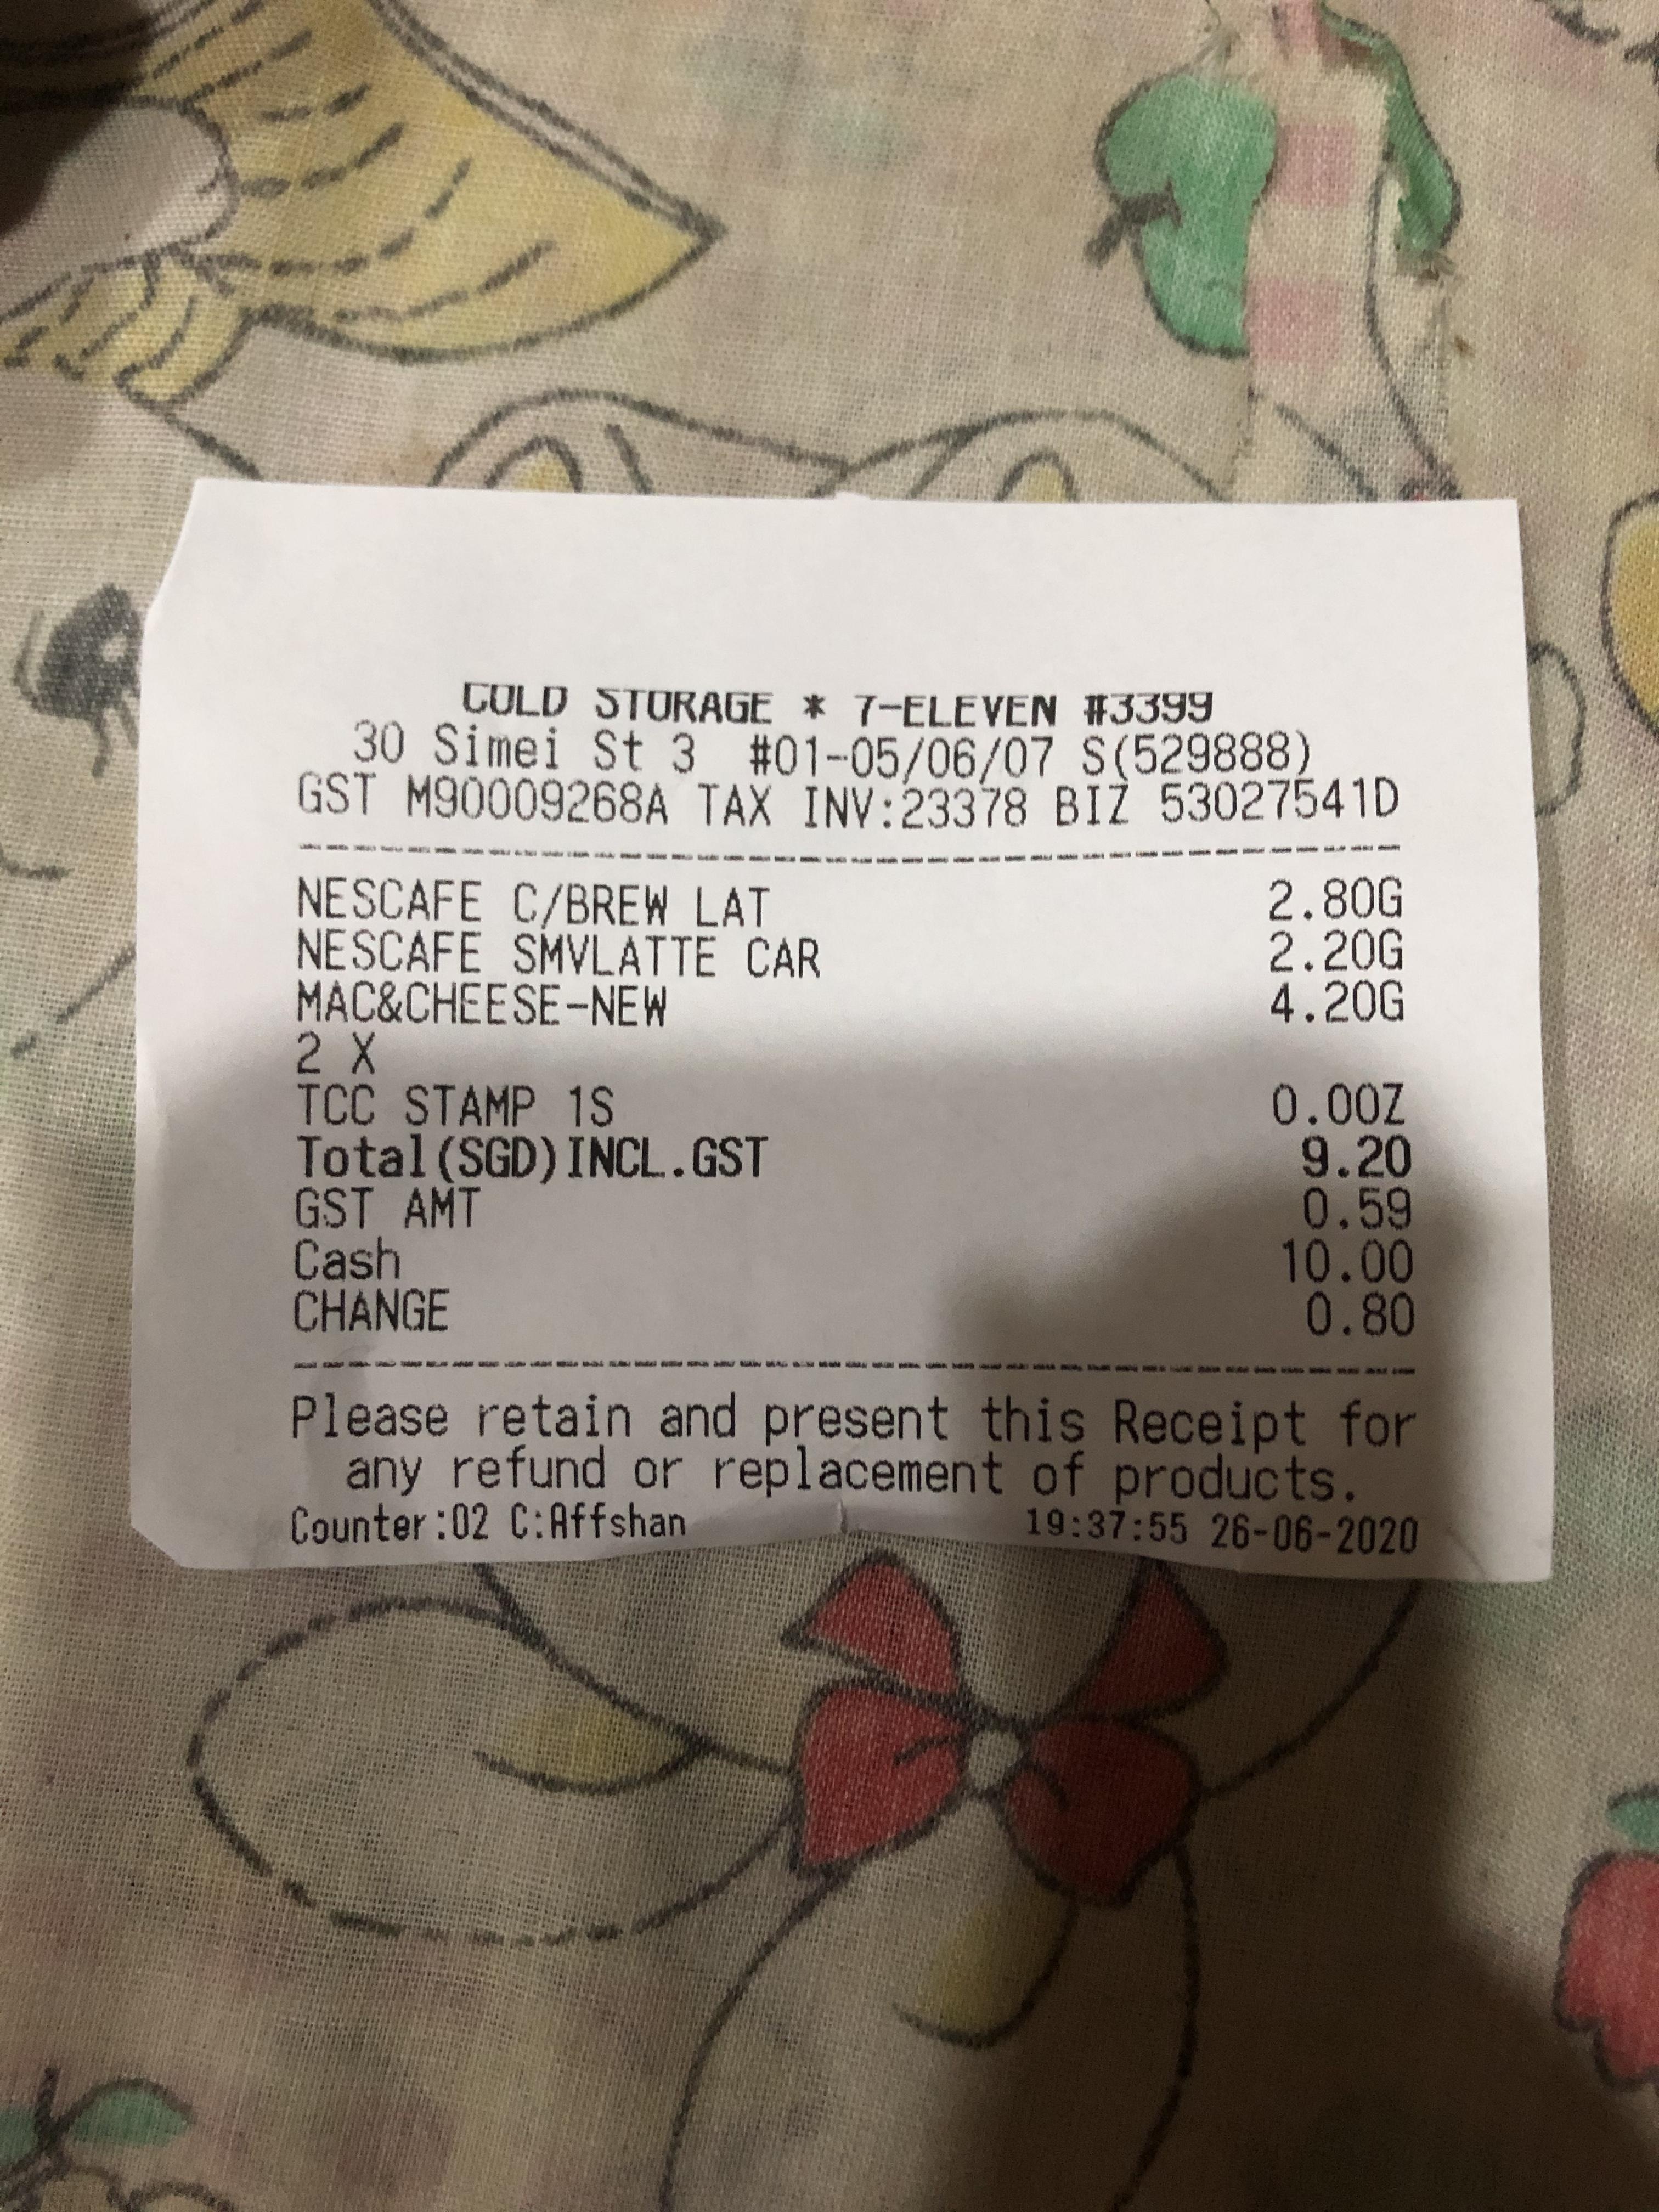 COLD STORAGE * 7-ELEVEN #3399
30 Simei St 3 #01-05/06/07 S(529888)
GST M90009268A TAX INV:23378 BIZ 53027541D
NESCAFE C/BREW LAT 2.80G
NESCAFE SMVLATTE CAR 2.20G
MAC&CHEESE-NEW 4.20G
2 X
TCC STAMP 1S 0.00Z
Total(SGD)INCL.GST 9.20
GST AMT 0.59
Cash 10.00
CHANGE 0.80
Please retain and present this Receipt for
any refund or replacement of products.
Counter:02 C:Affshan 19:37:55 26-06-2020